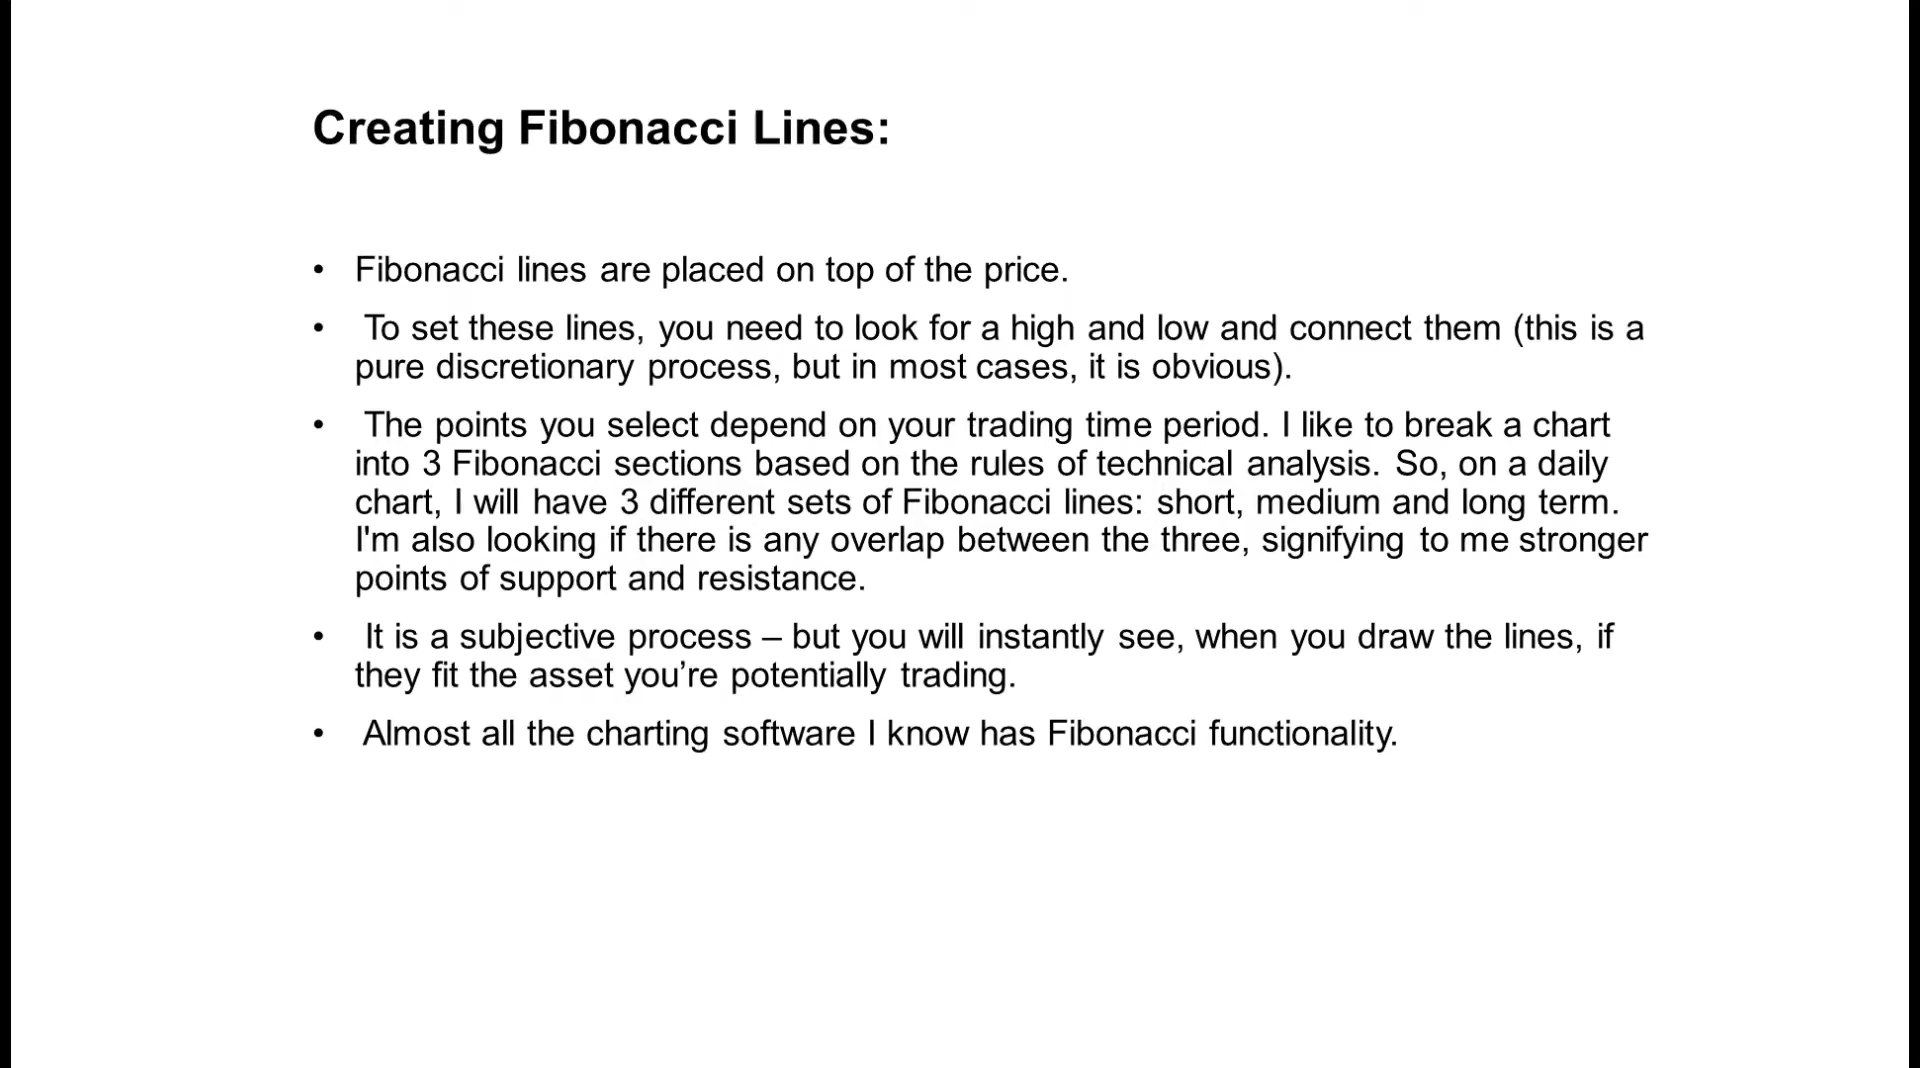 Creating Fibonacci Lines:
• Fibonacci lines are placed on top of the price.
• To set these lines, you need to look for a high and low and connect them (this is a
pure discretionary process, but in most cases, it is obvious).
• The points you select depend on your trading time period. I like to break a chart
into 3 Fibonacci sections based on the rules of technical analysis. So, on a daily
chart, I will have 3 different sets of Fibonacci lines: short, medium and long term.
I'm also looking if there is any overlap between the three, signifying to me stronger
points of support and resistance.
• It is a subjective process – but you will instantly see, when you draw the lines, if
they fit the asset you’re potentially trading.
• Almost all the charting software I know has Fibonacci functionality.